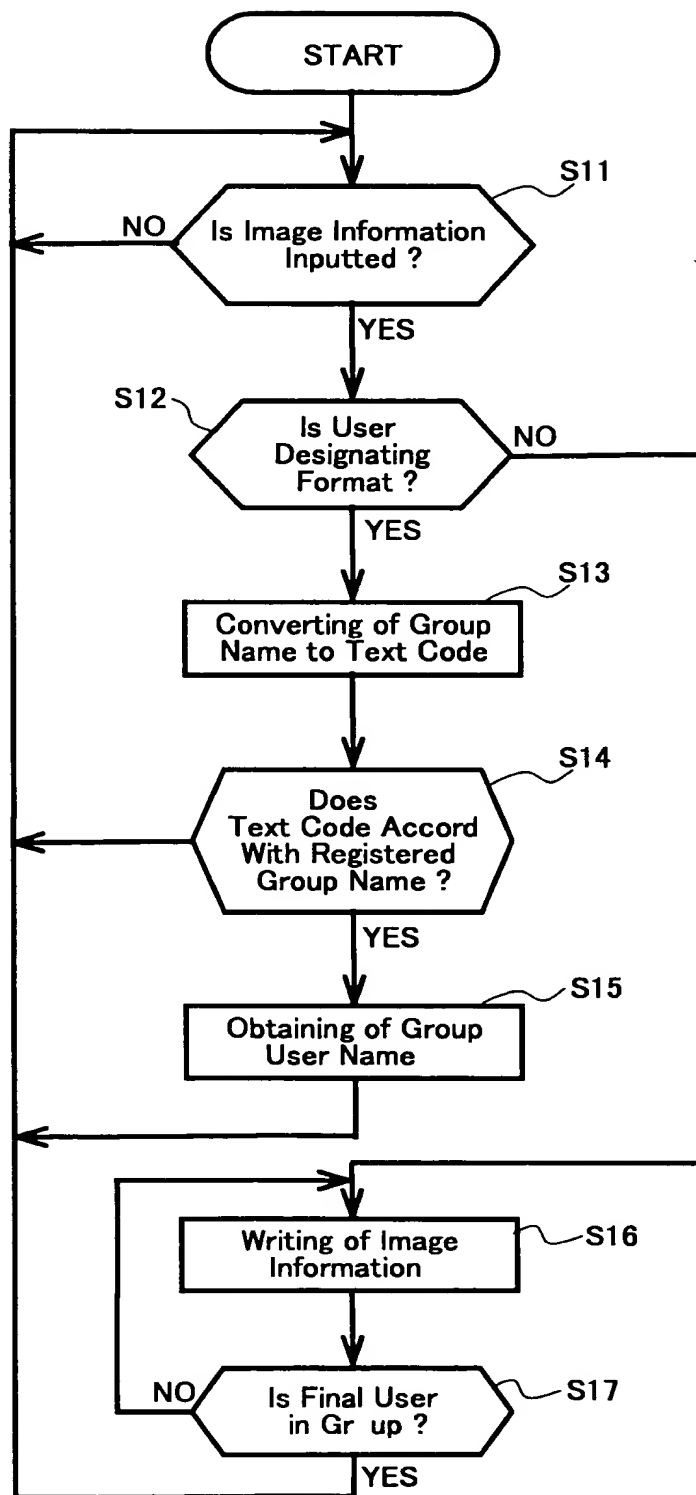 START
S11
NO
Is Image Information
Inputted ?
YES
S12
Is User
Designating
Format ?
NO
YES
S13
Converting of Group
Name to Text Code
S14
Does
Text Code Accord
With Registered
Group Name ?
YES
S15
Obtaining of Group
User Name
Writing of Image
Information
S16
NO
Is Final User
in Gr up ?
S17
YES